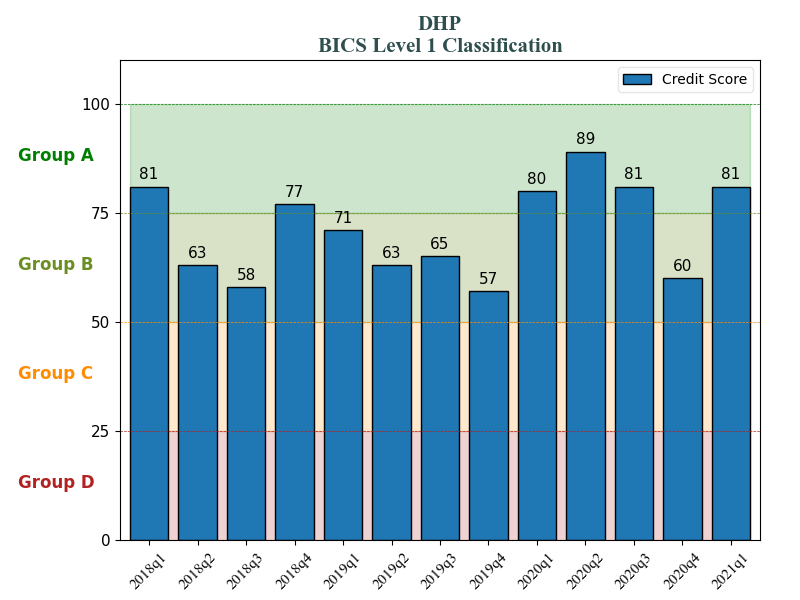 DHP
BICS Level 1 Classification
Credit Score
100
Group A
89
81
77
71
80
81
81
75
63
58
63
65
57
60
Group B
50
Group C
25
Group D
0
2018q1
2018q2
2018q3
2018q4
2019q1
2019q2
2019q3
2019q4
2020q1
2020q2
2020q3
2020q4
2021q1